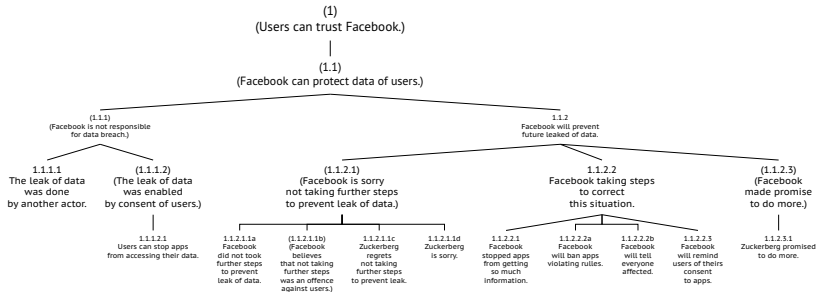 (1)
(Users can trust Facebook.)
(1.1)
(Facebook can protect data of users.)
(1.1.1)
(Facebook is not responsible
for data breach.)
1.1.2
Facebook will prevent
future leaked of data.
1.1.1.1
The leak of data
was done
by another actor.
(1.1.1.2)
(The leak of data
was enabled
by consent of users.)
(1.1.2.1)
(Facebook is sorry
not taking further steps
to prevent leak of data.)
1.1.2.2
Facebook taking steps
to correct
this situation.
(1.1.2.3)
(Facebook
made promise
to do more.)
1.1.1.2.1
Users can stop apps
from accessing their data.
1.1.2.1.1a
Facebook
did not took
further steps
to prevent
leak of data.
(1.1.2.1.1b)
(Facebook
believes
that not taking
further steps
was an offence
against users.)
1.1.2.1.1c
Zuckerberg
regrets
not taking
further steps
to prevent leak.
1.1.2.1.1d
Zuckerberg
is sorry.
1.1.2.2.1
Facebook
stopped apps
from getting
so much
information.
1.1.2.2.2a
Facebook
will ban apps
violating rules.
1.1.2.2.2b
Facebook
will tell
everyone
affected.
1.1.2.2.3
Facebook
will remind
users of theirs
consent
to apps.
1.1.2.3.1
Zuckerberg promised
to do more.